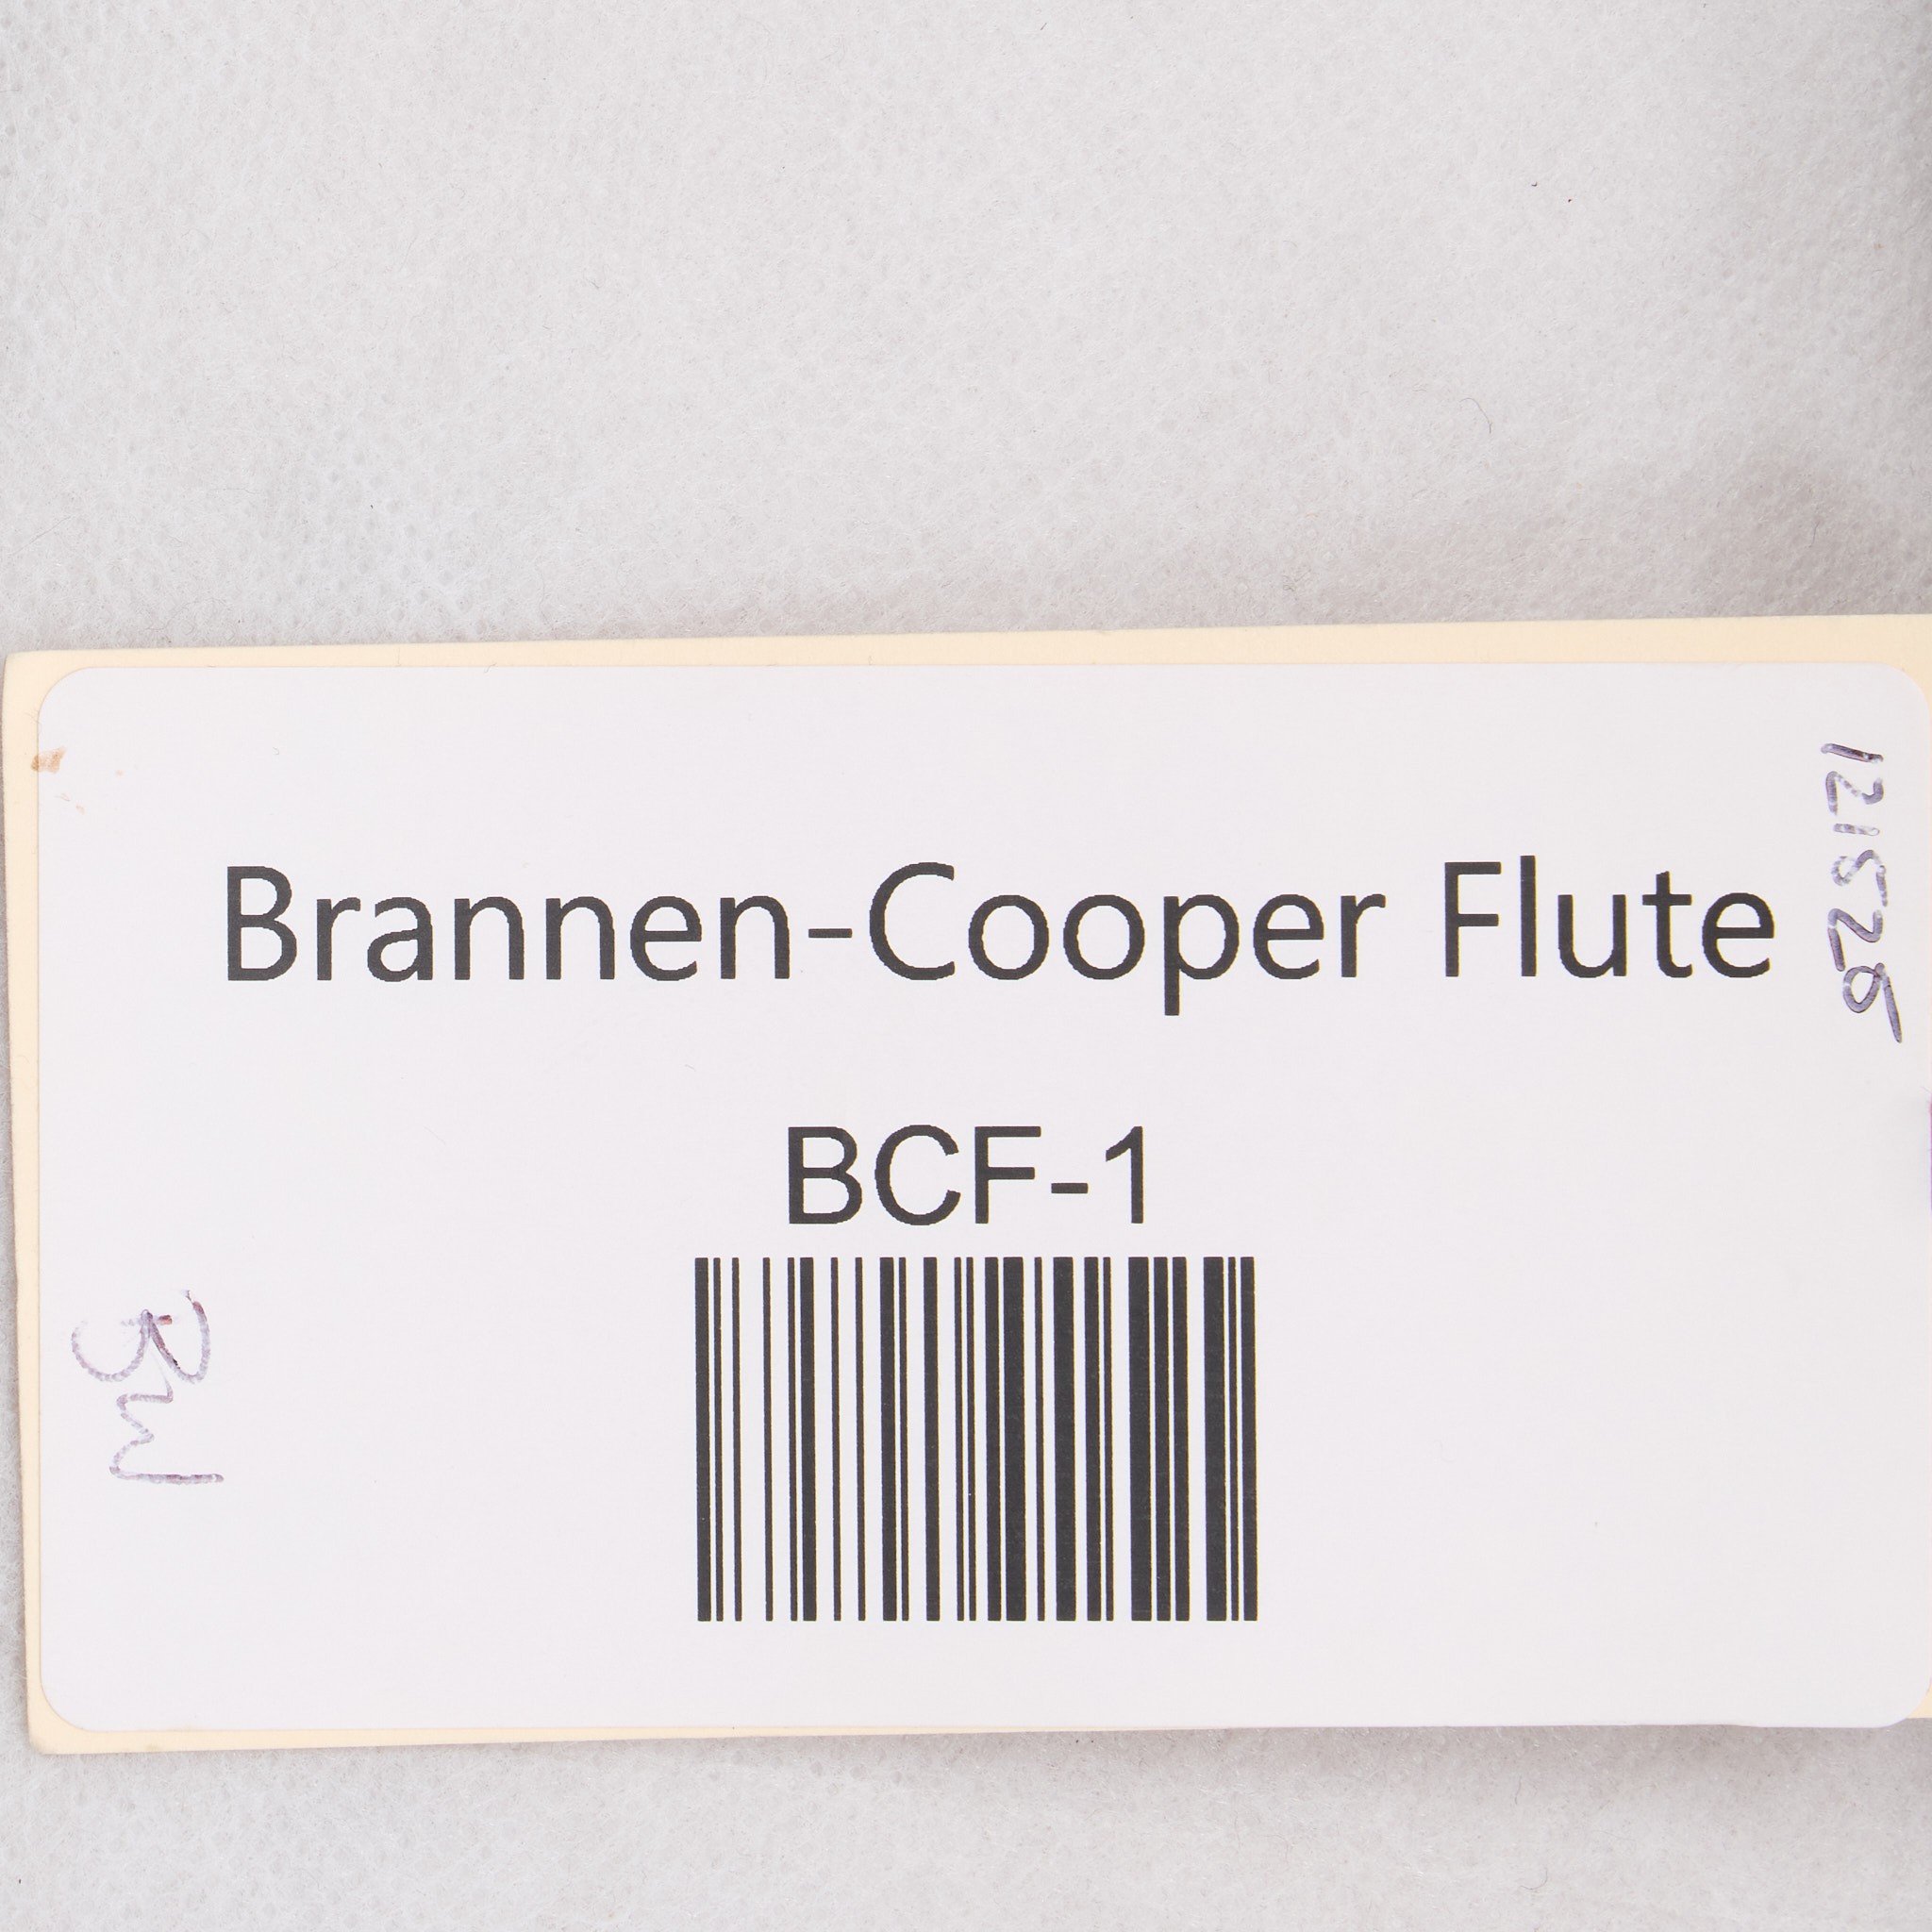 Brannen-Cooper Flute
BCF-1